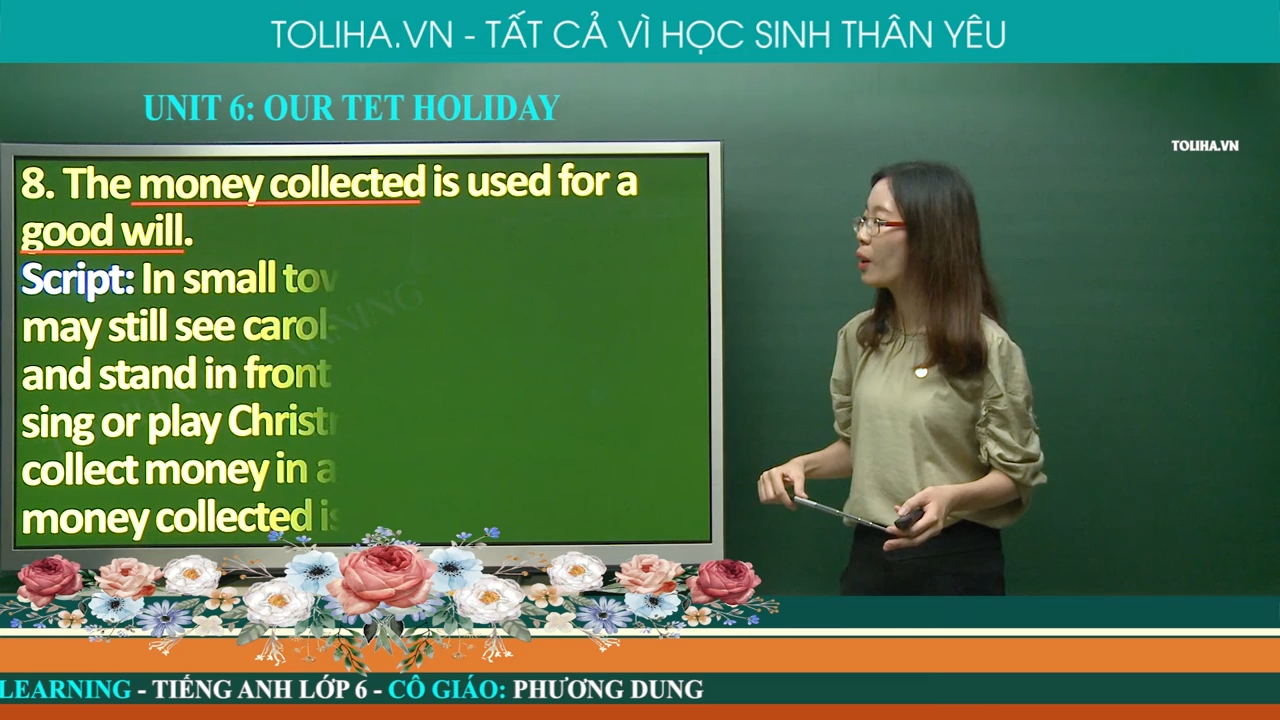 TOLIHA.VN - TẤT CẢ VÌ HỌC SINH THÂN YÊU
UNIT 6: OUR TET HOLIDAY
TOLIHA.VN
8. The money collected is used for a
good will.
Script: In small
may still see carol-
and stand in front
sing or play
collect money in
money collected
LEARNING - TIẾNG ANH LỚP 6 - CÔ GIÁO: PHƯƠNG DUNG